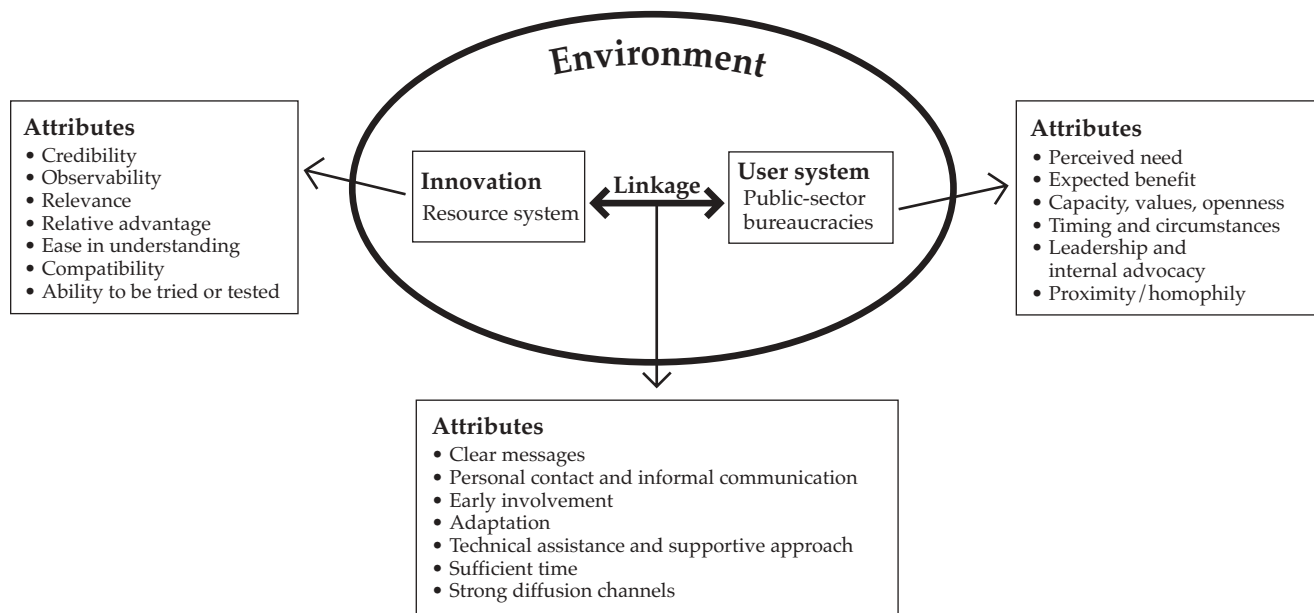 Environment
Attributes
• Credibility
• Observability
• Relevance
• Relative advantage
• Ease in understanding
• Compatibility
• Ability to be tried or tested
Innovation
Resource system
Linkage
User system
Public-sector
bureaucracies
Attributes
• Perceived need
• Expected benefit
• Capacity, values, openness
• Timing and circumstances
• Leadership and
internal advocacy
• Proximity/homophily
Attributes
• Clear messages
• Personal contact and informal communication
• Early involvement
• Adaptation
• Technical assistance and supportive approach
• Sufficient time
• Strong diffusion channels